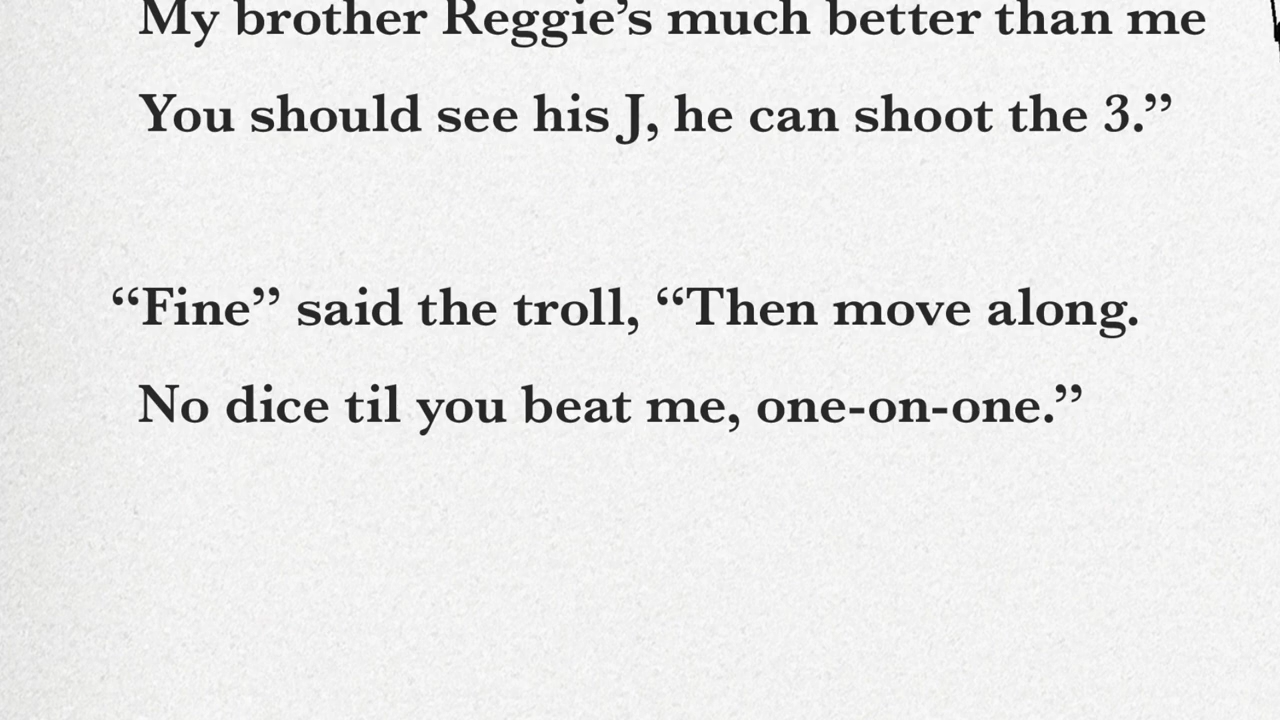 My brother Reggie’s much better than me
You should see his J, he can shoot the 3.”
“Fine” said the troll, “Then move along.
No dice til you beat me, one-on-one.”